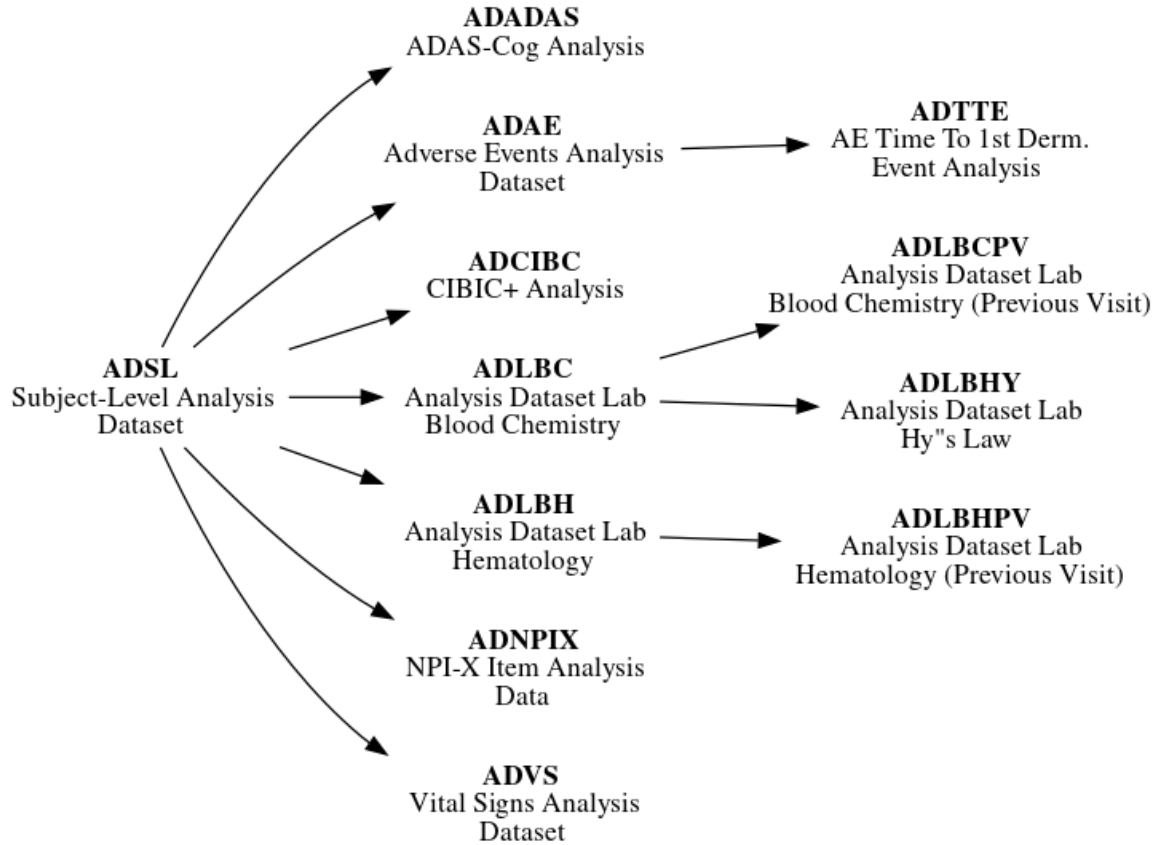 ADADAS
ADAS-Cog Analysis
ADAE
Adverse Events Analysis
Dataset
ADTTE
AE Time To 1st Derm.
Event Analysis
ADCIBC
CIBIC+ Analysis
ADLBCPV
Analysis Dataset Lab
Blood Chemistry (Previous Visit)
ADSL
Subject-Level Analysis
Dataset
ADLBC
Analysis Dataset Lab
Blood Chemistry
ADLBHY
Analysis Dataset Lab
Hy"s Law
ADLBH
Analysis Dataset Lab
Hematology
ADLBHPV
Analysis Dataset Lab
Hematology (Previous Visit)
ADNPIX
NPI-X Item Analysis
Data
ADVS
Vital Signs Analysis
Dataset